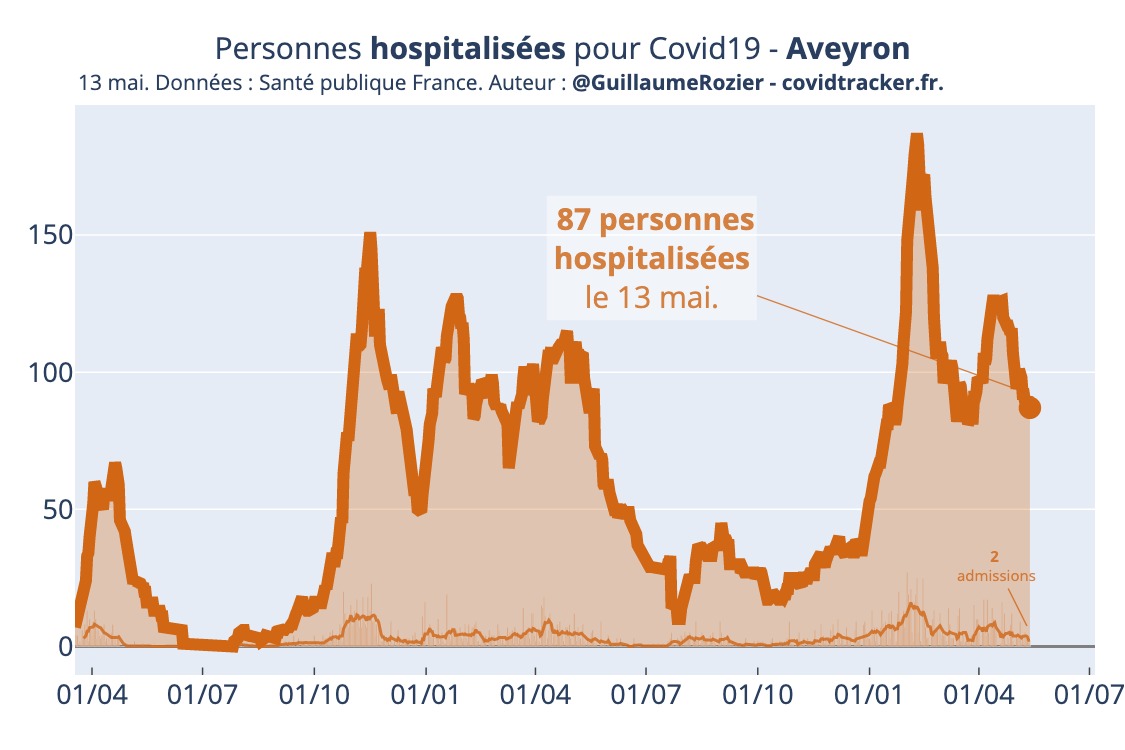 Personnes hospitalisées pour Covid19 - Aveyron
13 mai. Données : Santé publique France. Auteur : @GuillaumeRozier - covidtracker.fr.
150
100
50
0
87 personnes
hospitalisées
le 13 mai.
2
admissions
01/04 01/07 01/10 01/01 01/04 01/07 01/10 01/01 01/04 01/07